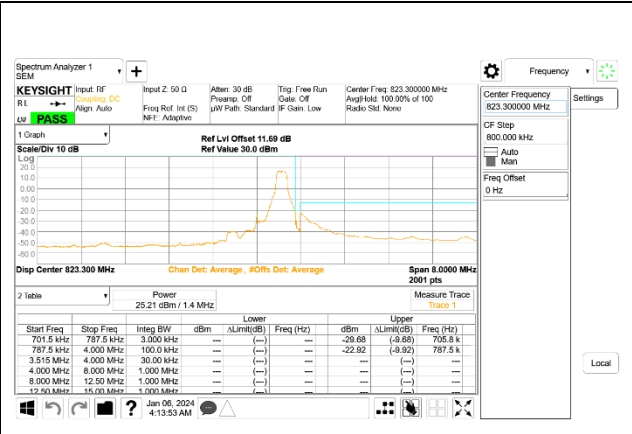 Spectrum Analyzer 1
SEM
Frequency
KEYSIGHT
RL
PASS
Input: RF
Coupling: DC
Align: Auto
Input Z: 50 Ω
Freq Ref: Int (S)
NFE: Adaptive
Atten: 30 dB
Preamp: Off
µW Path: Standard
Trig: Free Run
Gate: Off
IF Gain: Low
Center Freq: 823.300000 MHz
Avg|Hold: 100.00% of 100
Radio Std: None
Center Frequency
823.300000 MHz
Settings
CF Step
800.000 kHz
Auto
Man
Freq Offset
0 Hz
1 Graph
Scale/Div 10 dB
Ref Lvl Offset 11.69 dB
Ref Value 30.0 dBm
Log
20.0
10.0
0.00
-10.0
-20.0
-30.0
-40.0
-50.0
-60.0
Disp Center 823.300 MHz
Chan Det: Average, #Offs Det: Average
Span 8.0000 MHz
2001 pts
2 Table
Power
25.21 dBm / 1.4 MHz
Measure Trace
Trace 1
Lower Upper
Start Freq Stop Freq Integ BW dBm ΔLimit(dB) Freq (Hz) dBm ΔLimit(dB) Freq (Hz)
701.5 kHz 787.5 kHz 3.000 kHz --- (---) --- -29.68 (-9.68) 705.8 k
787.5 kHz 4.000 MHz 100.0 kHz --- (---) --- -22.92 (-9.92) 787.5 k
3.515 MHz 4.000 MHz 30.00 kHz --- (---) --- --- (---) ---
4.000 MHz 8.000 MHz 1.000 MHz --- (---) --- --- (---) ---
8.000 MHz 12.50 MHz 1.000 MHz --- (---) --- --- (---) ---
12.50 MHz 15.00 MHz 1.000 MHz --- (---) --- --- (---) ---
Local
?
Jan 06, 2024
4:13:53 AM